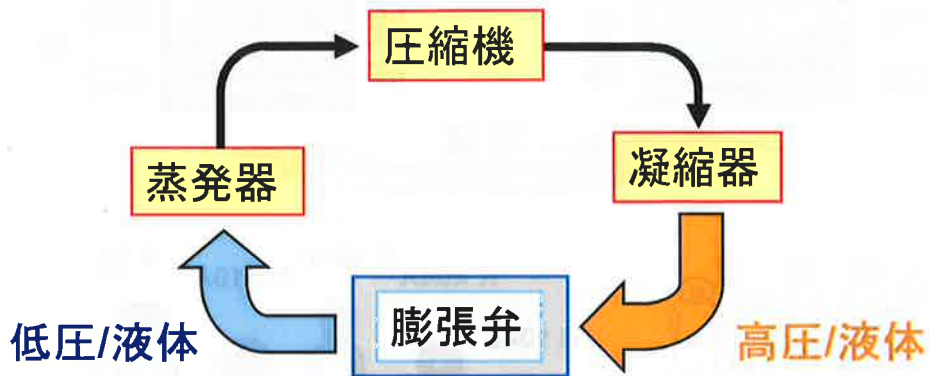 圧縮機
蒸発器
凝縮器
膨張弁
低圧/液体
高圧/液体